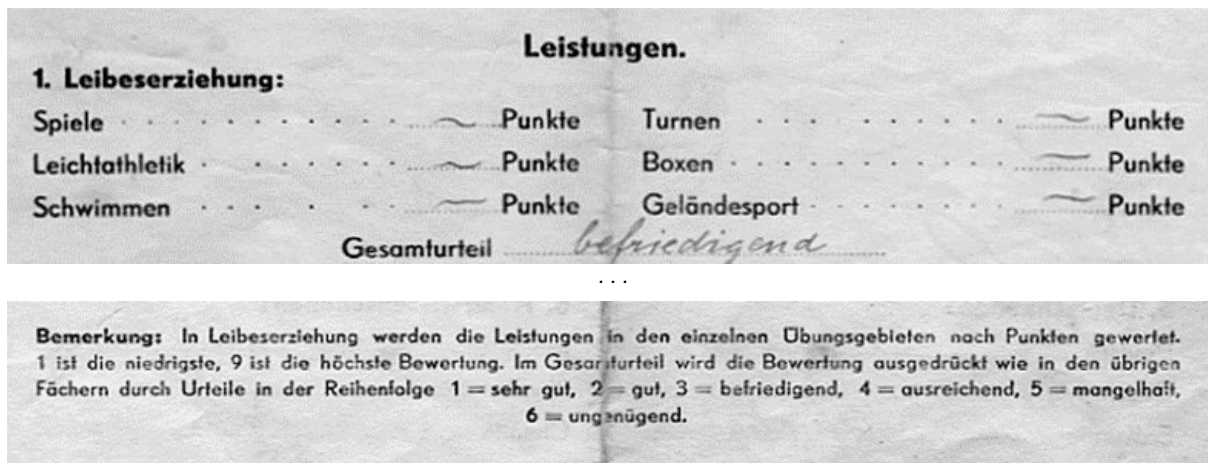 Leistungen.
1. Leibeserziehung:
Spiele . . . . . . . . . . . ~ Punkte Turnen . . . . . . . . . . ~ Punkte
Leichtathletik . . . . . . . . ~ Punkte Boxen . . . . . . . . . . ~ Punkte
Schwimmen . . . . . . . . ~ Punkte Geländesport . . . . . . . ~ Punkte
Gesamturteil befriedigend
...
Bemerkung: In Leibeserziehung werden die Leistungen in den einzelnen Übungsgebieten nach Punkten gewertet.
1 ist die niedrigste, 9 ist die höchste Bewertung. Im Gesamturteil wird die Bewertung ausgedrückt wie in den übrigen
Fächern durch Urteile in der Reihenfolge 1 = sehr gut, 2 = gut, 3 = befriedigend, 4 = ausreichend, 5 = mangelhaft,
6 = ungenügend.